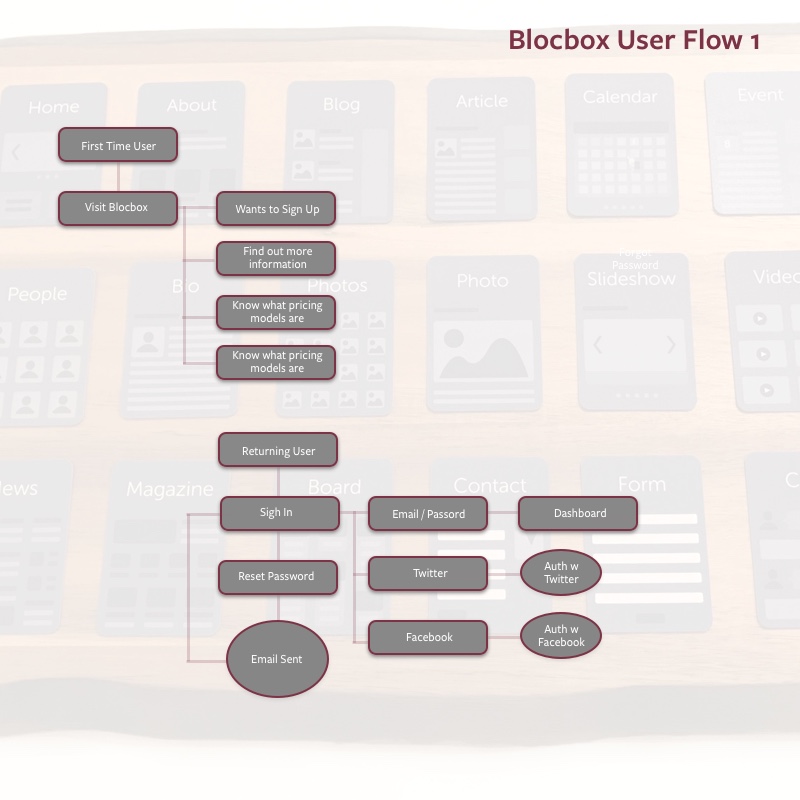 Blocbox User Flow 1
Home
About
Blog
Article
Calendar
Event
First Time User
Visit Blocbox
Wants to Sign Up
Find out more
information
Know what pricing
models are
Know what pricing
models are
People
Bio
Photos
Photo
Forgot
Password
Slideshow
Video
Returning User
Sigh In
Email / Passord
Dashboard
Reset Password
Twitter
Auth w
Twitter
Email Sent
Facebook
Auth w
Facebook
ews
Magazine
Board
Contact
Form
C